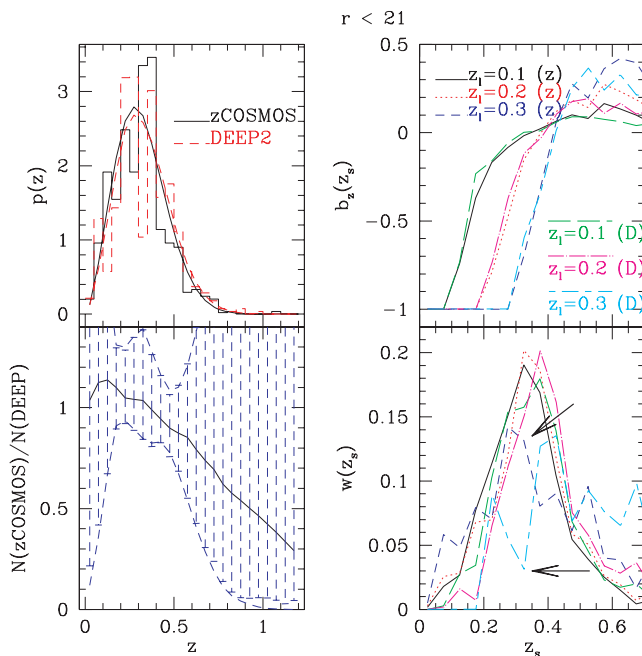 r < 21
p(z)
3
2
1
0
zCOSMOS
DEEP2
b_z(z_s)
0.5
0
−0.5
−1
z_l=0.1 (z)
z_l=0.2 (z)
z_l=0.3 (z)
z_l=0.1 (D)
z_l=0.2 (D)
z_l=0.3 (D)
N(zCOSMOS)/N(DEEP)
1
0.5
0
0
0.5
1
z
w(z_s)
0.2
0.15
0.1
0.05
0
0
0.2
0.4
0.6
z_s